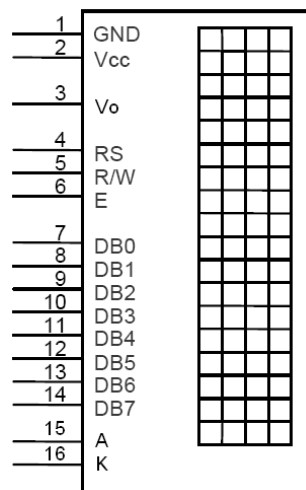 1 GND
2 Vcc
3 Vo
4 RS
5 R/W
6 E
7 DB0
8 DB1
9 DB2
10 DB3
11 DB4
12 DB5
13 DB6
14 DB7
15 A
16 K